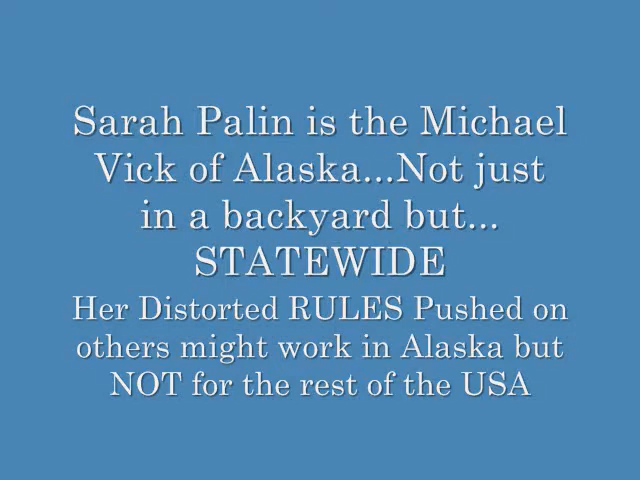 Sarah Palin is the Michael
Vick of Alaska...Not just
in a backyard but...
STATEWIDE
Her Distorted RULES Pushed on
others might work in Alaska but
NOT for the rest of the USA